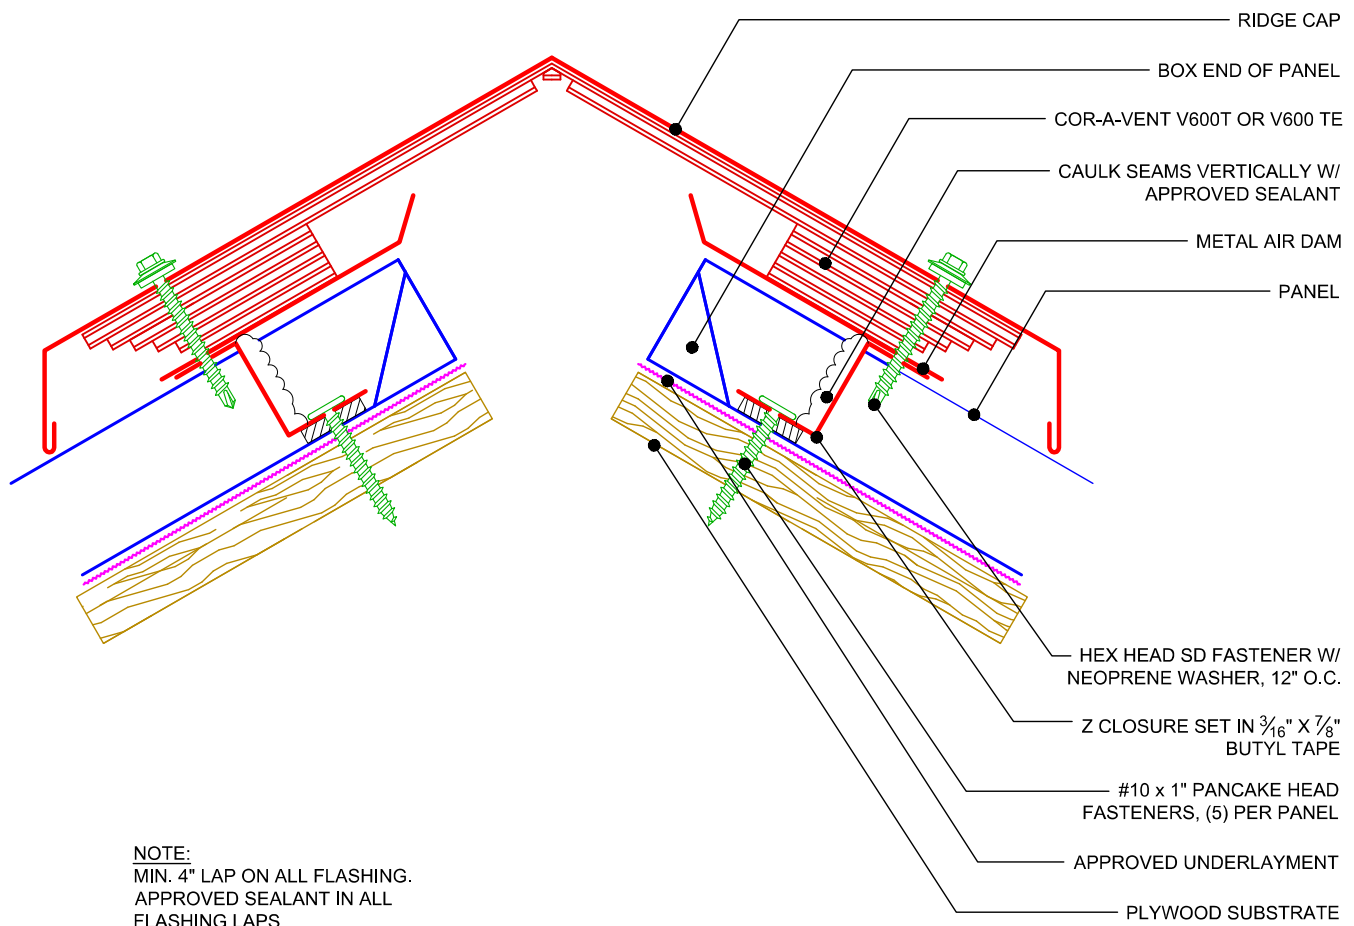 RIDGE CAP
BOX END OF PANEL
COR-A-VENT V600T OR V600 TE
CAULK SEAMS VERTICALLY W/
APPROVED SEALANT
METAL AIR DAM
PANEL
HEX HEAD SD FASTENER W/
NEOPRENE WASHER, 12" O.C.
Z CLOSURE SET IN 3⁄16" X 7⁄8"
BUTYL TAPE
#10 x 1" PANCAKE HEAD
FASTENERS, (5) PER PANEL
APPROVED UNDERLAYMENT
PLYWOOD SUBSTRATE
NOTE:
MIN. 4" LAP ON ALL FLASHING.
APPROVED SEALANT IN ALL
FLASHING LAPS